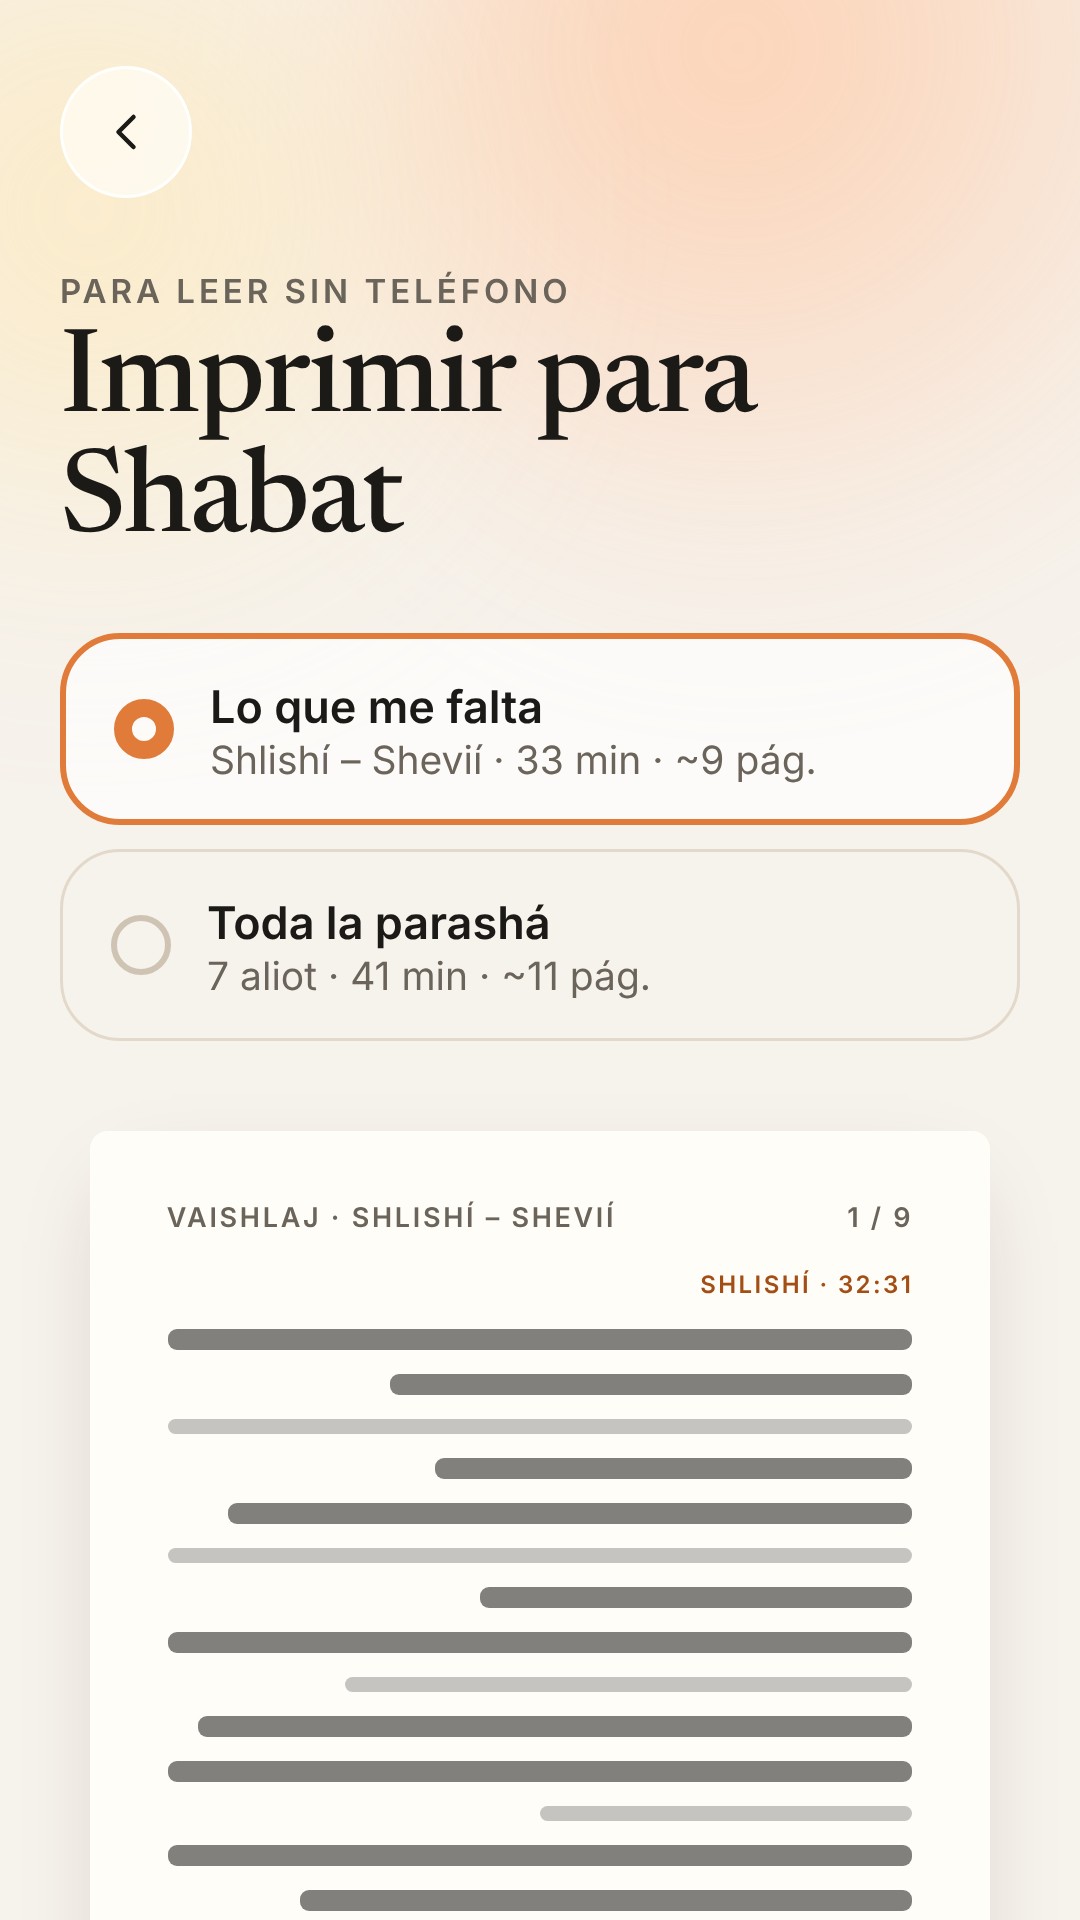 PARA LEER SIN TELÉFONO
Imprimir para
Shabat
Lo que me falta
Shlishí – Shevií · 33 min · ~9 pág.
Toda la parashá
7 aliot · 41 min · ~11 pág.
VAISHLAJ · SHLISHÍ – SHEVIÍ 1 / 9
SHLISHÍ · 32:31